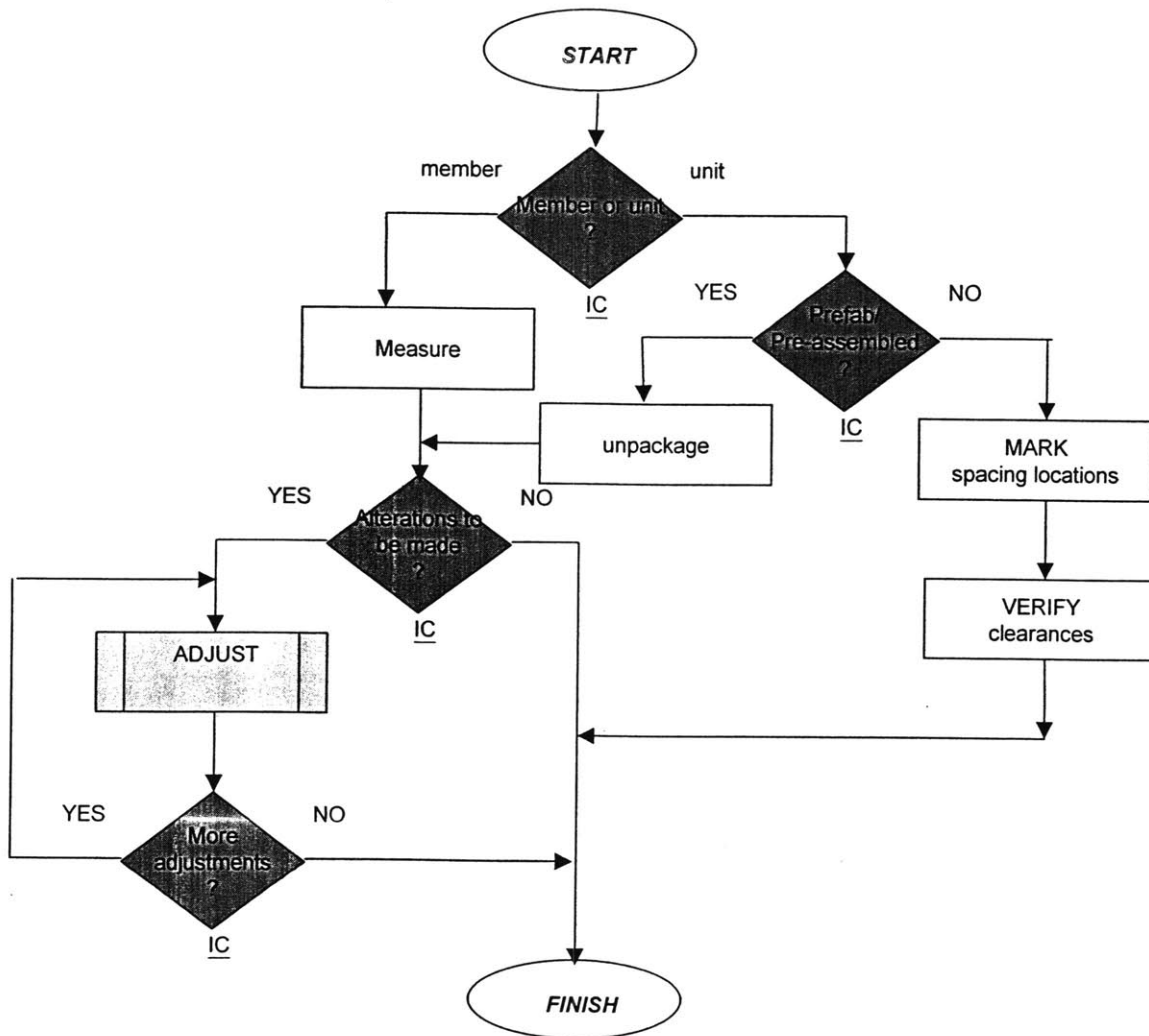 START
member
unit
Member or unit
?
IC
YES
NO
Prefab/
Pre-assembled
?
IC
Measure
unpackage
MARK
spacing locations
YES
NO
Alterations to
be made
?
IC
VERIFY
clearances
ADJUST
YES
NO
More
adjustments
?
IC
FINISH